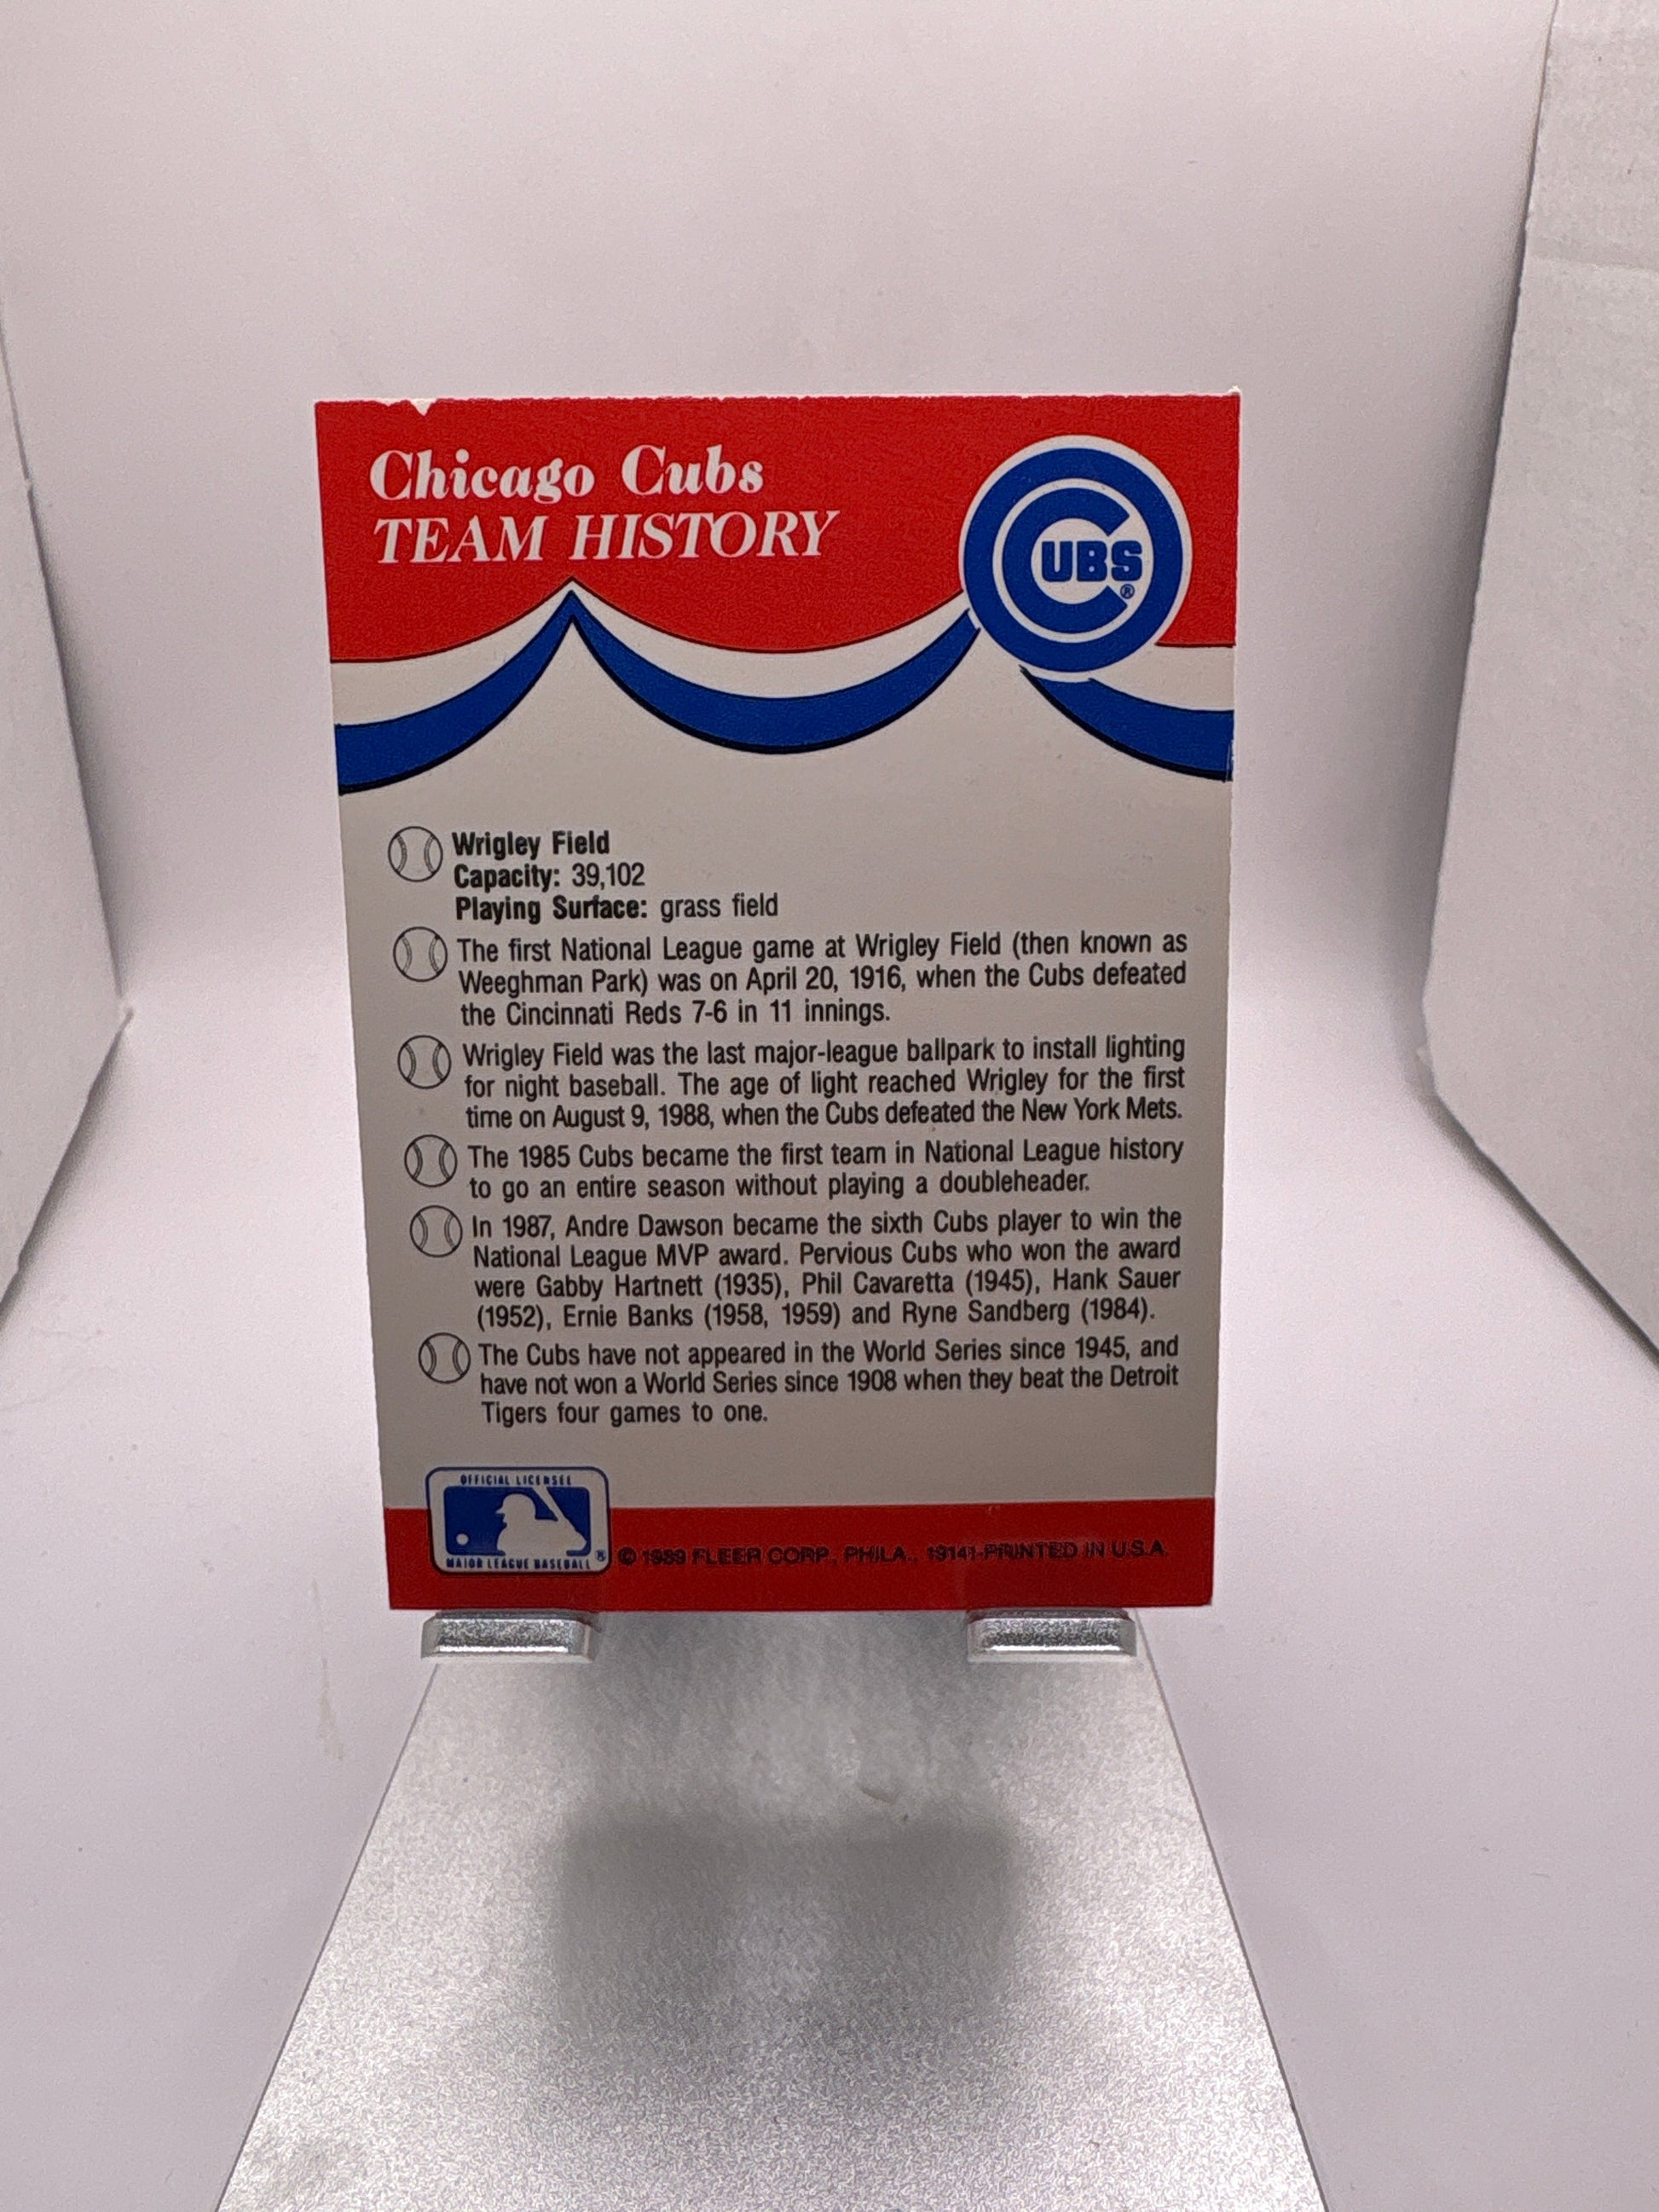 Chicago Cubs
TEAM HISTORY
CUBS
®
Wrigley Field
Capacity: 39,102
Playing Surface: grass field
The first National League game at Wrigley Field (then known as
Weeghman Park) was on April 20, 1916, when the Cubs defeated
the Cincinnati Reds 7-6 in 11 innings.
Wrigley Field was the last major-league ballpark to install lighting
for night baseball. The age of light reached Wrigley for the first
time on August 9, 1988, when the Cubs defeated the New York Mets.
The 1985 Cubs became the first team in National League history
to go an entire season without playing a doubleheader.
In 1987, Andre Dawson became the sixth Cubs player to win the
National League MVP award. Pervious Cubs who won the award
were Gabby Hartnett (1935), Phil Cavaretta (1945), Hank Sauer
(1952), Ernie Banks (1958, 1959) and Ryne Sandberg (1984).
The Cubs have not appeared in the World Series since 1945, and
have not won a World Series since 1908 when they beat the Detroit
Tigers four games to one.
OFFICIAL LICENSEE
MAJOR LEAGUE BASEBALL ®
© 1989 FLEER CORP., PHILA., 19141-PRINTED IN U.S.A.